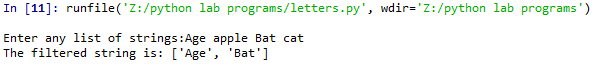 In [11]: runfile('Z:/python lab programs/letters.py', wdir='Z:/python lab programs')
Enter any list of strings:Age apple Bat cat
The filtered string is: ['Age', 'Bat']